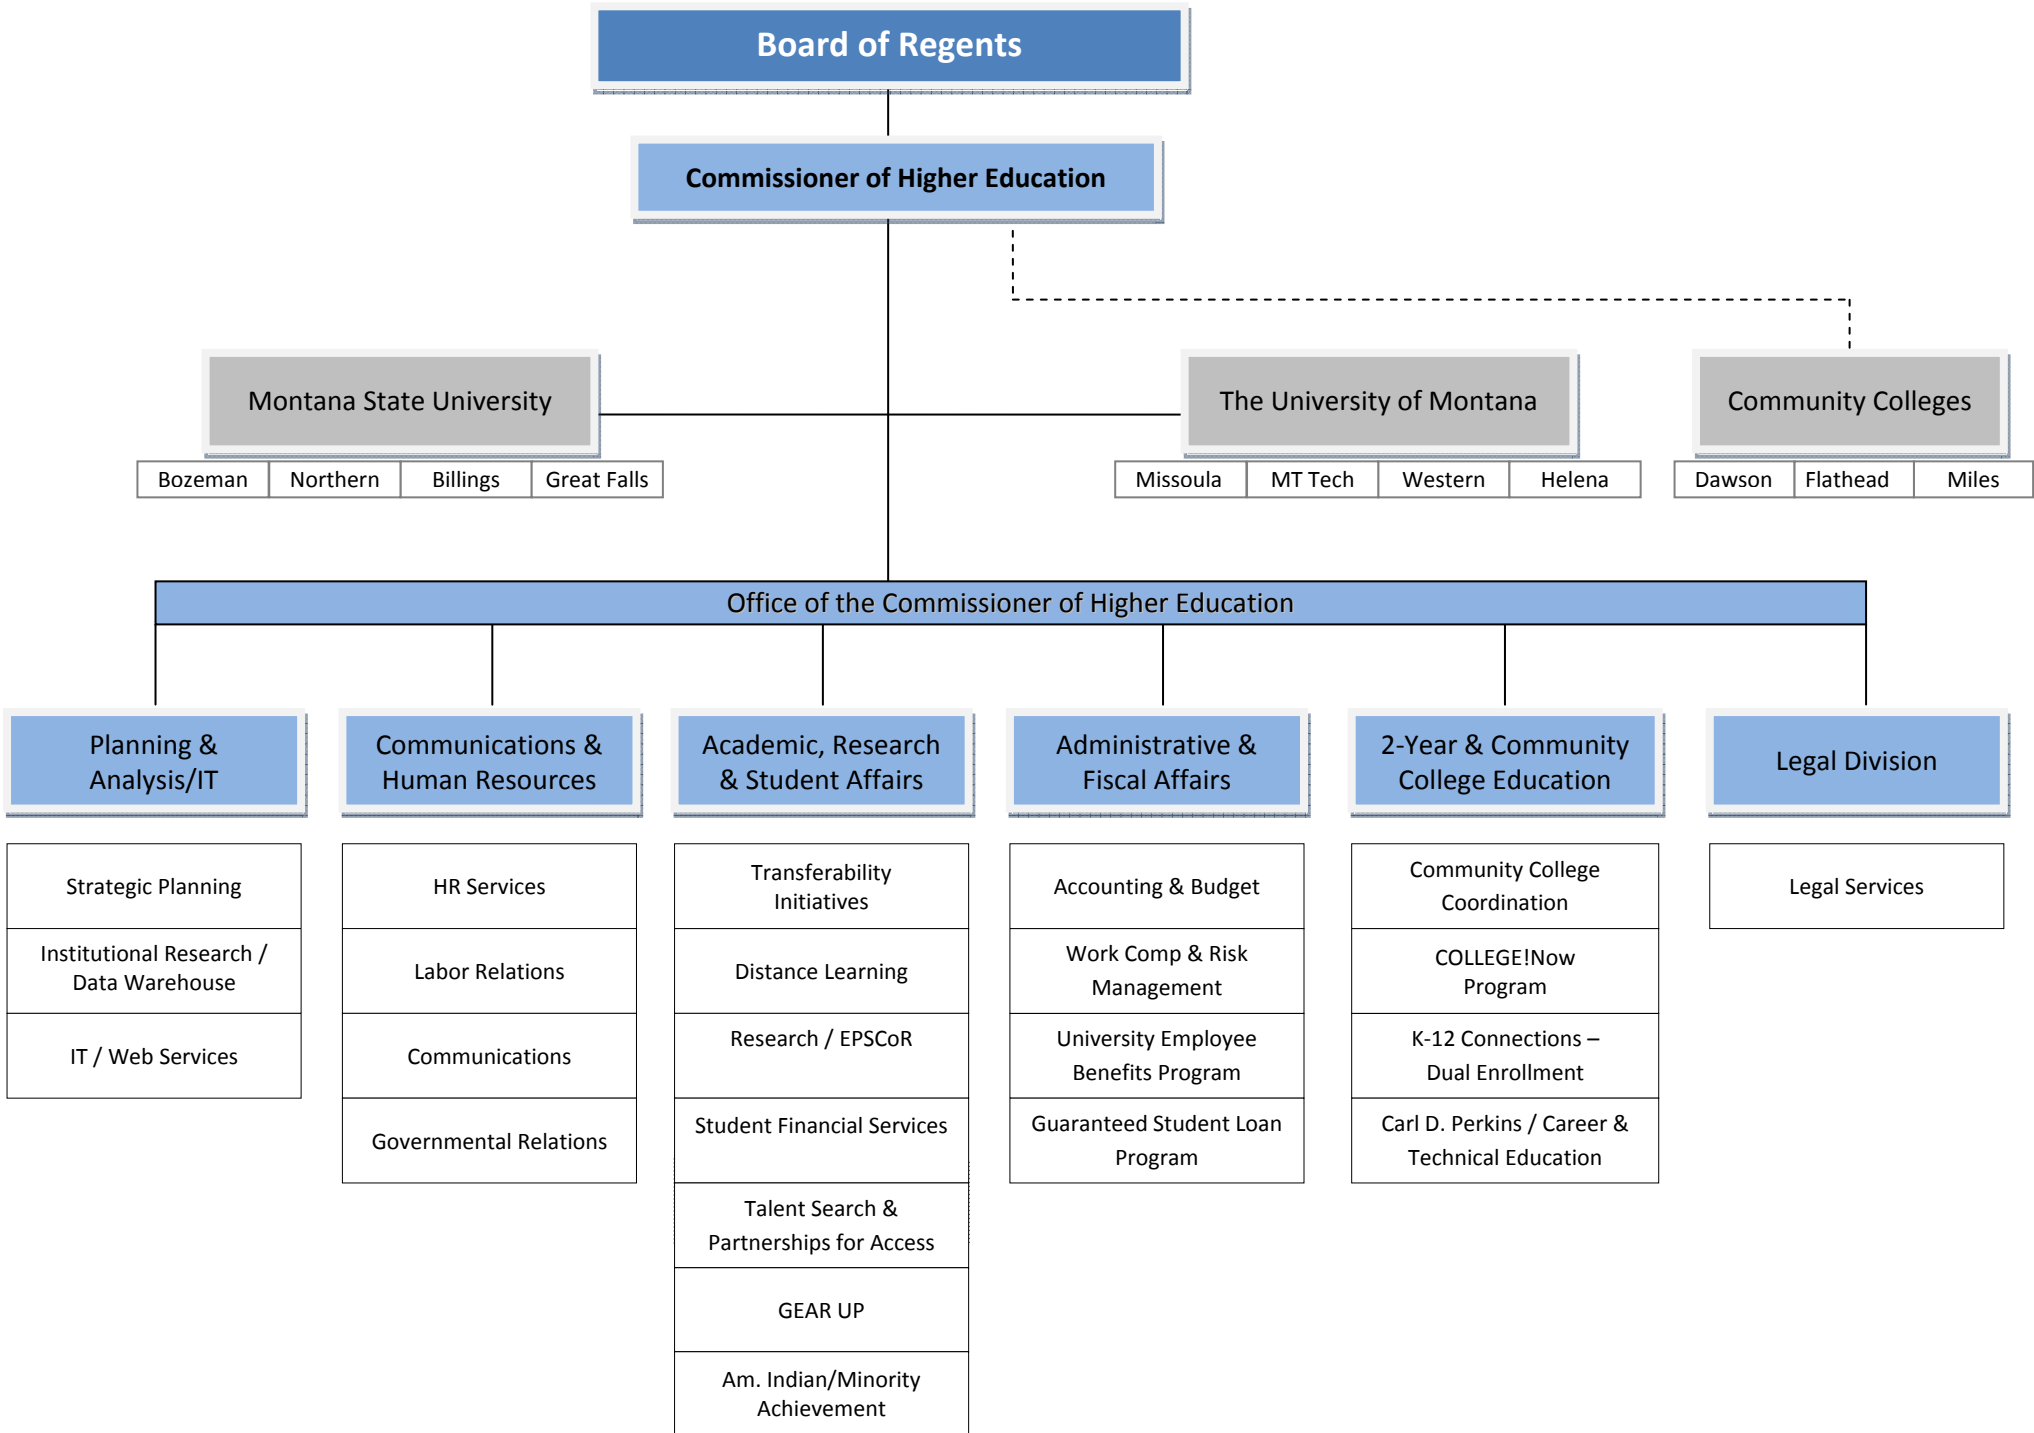 Board of Regents
Commissioner of Higher Education
Montana State University
The University of Montana
Community Colleges
Bozeman
Northern
Billings
Great Falls
Missoula
MT Tech
Western
Helena
Dawson
Flathead
Miles
Office of the Commissioner of Higher Education
Planning &
Analysis/IT
Communications &
Human Resources
Academic, Research
& Student Affairs
Administrative &
Fiscal Affairs
2-Year & Community
College Education
Legal Division
Strategic Planning
Institutional Research /
Data Warehouse
IT / Web Services
HR Services
Labor Relations
Communications
Governmental Relations
Transferability
Initiatives
Distance Learning
Research / EPSCoR
Student Financial Services
Talent Search &
Partnerships for Access
GEAR UP
Am. Indian/Minority
Achievement
Accounting & Budget
Work Comp & Risk
Management
University Employee
Benefits Program
Guaranteed Student Loan
Program
Community College
Coordination
COLLEGE!Now
Program
K-12 Connections –
Dual Enrollment
Carl D. Perkins / Career &
Technical Education
Legal Services